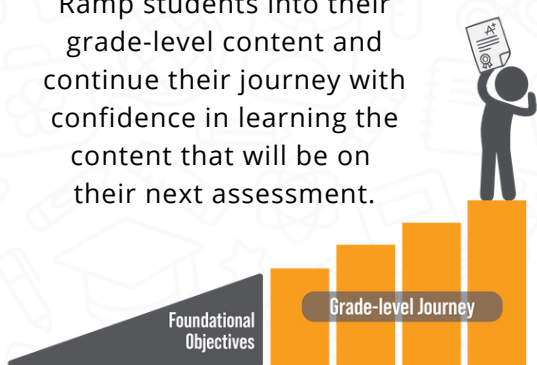 Ramp students into their
grade-level content and
continue their journey with
confidence in learning the
content that will be on
their next assessment.
A+
Grade-level Journey
Foundational
Objectives